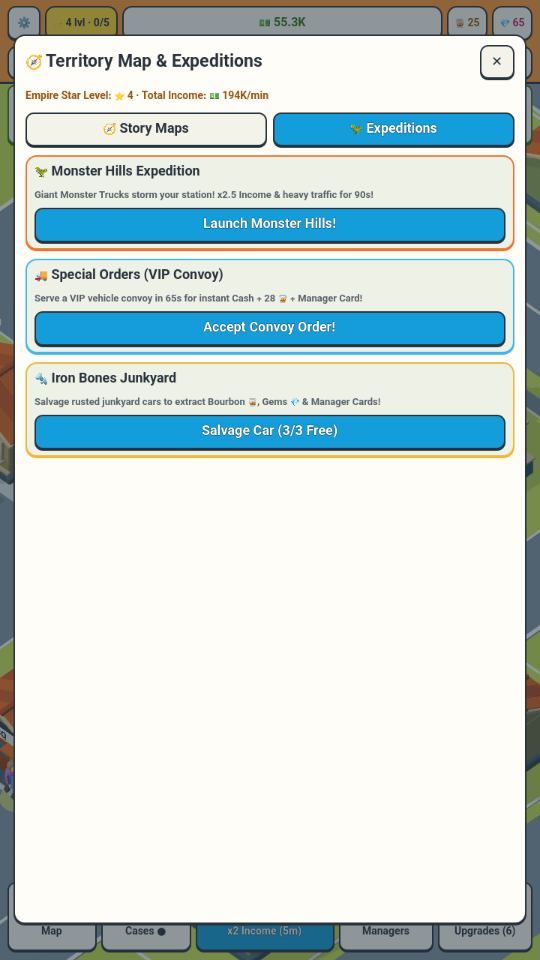 4 lvl · 0/5
55.3K
25
65
Territory Map & Expeditions
×
Empire Star Level: ⭐ 4 · Total Income: 💵 194K/min
Story Maps
Expeditions
Monster Hills Expedition
Giant Monster Trucks storm your station! x2.5 Income & heavy traffic for 90s!
Launch Monster Hills!
Special Orders (VIP Convoy)
Serve a VIP vehicle convoy in 65s for instant Cash + 28 🥃 + Manager Card!
Accept Convoy Order!
Iron Bones Junkyard
Salvage rusted junkyard cars to extract Bourbon 🥃, Gems 💎 & Manager Cards!
Salvage Car (3/3 Free)
Map
Cases ●
x2 Income (5m)
Managers
Upgrades (6)